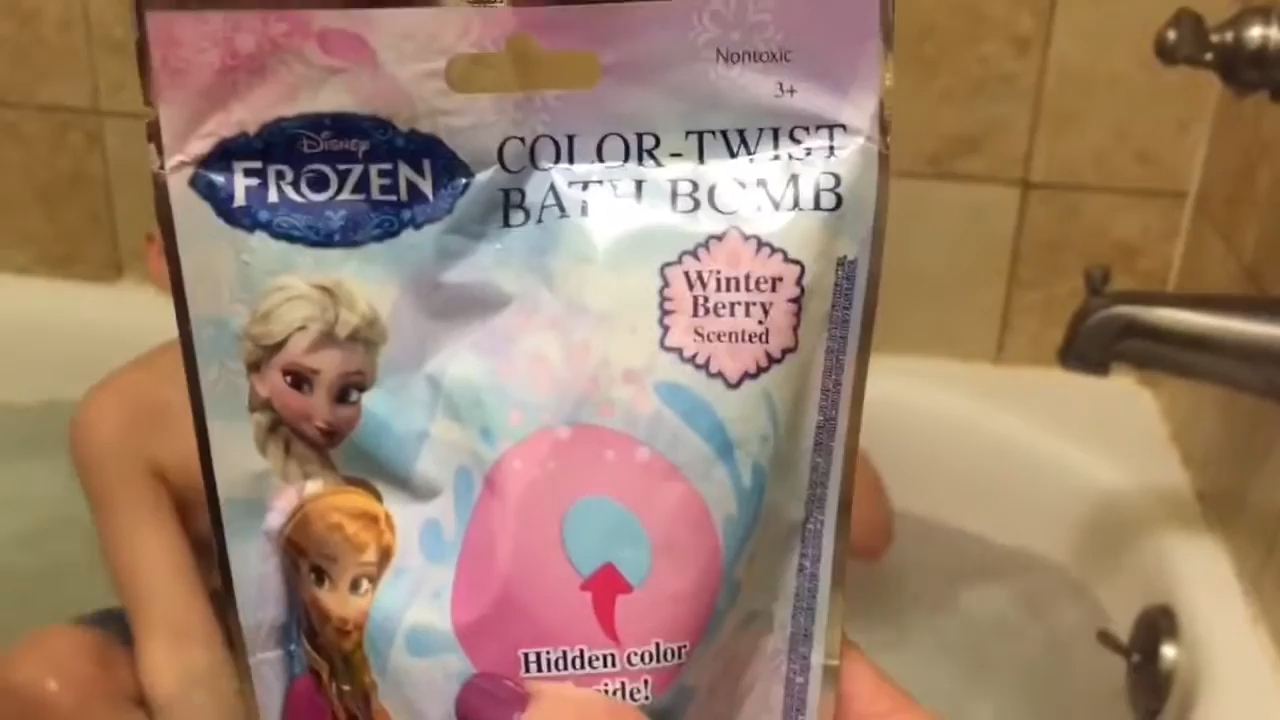 Nontoxic
3+
Disney
FROZEN
COLOR-TWIST
BATH BOMB
Winter
Berry
Scented
Hidden color